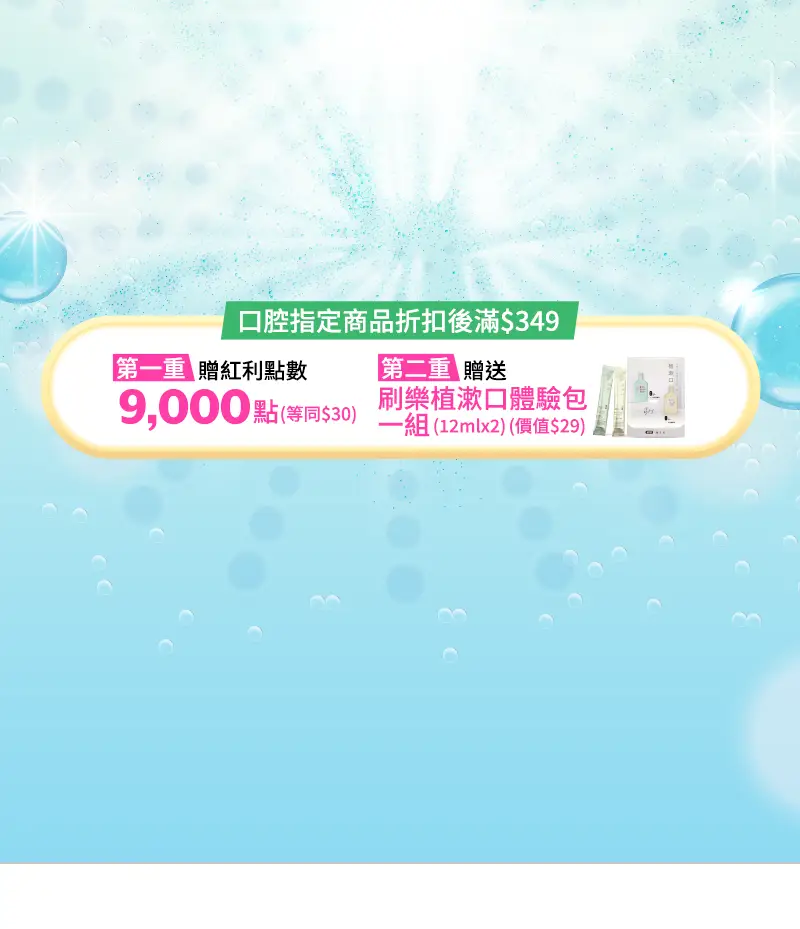 口腔指定商品折扣後滿$349
第一重 贈紅利點數
9,000點(等同$30)
第二重 贈送
刷樂植漱口體驗包
一組(12mlx2)(價值$29)